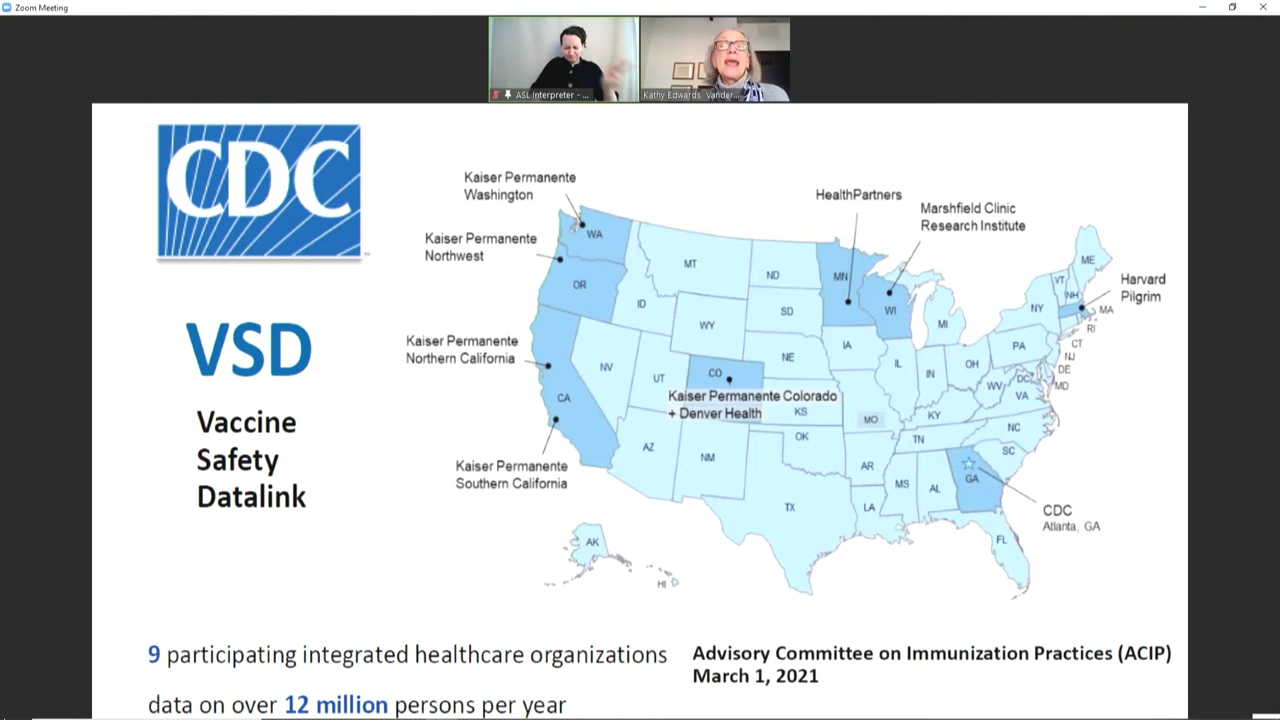 Zoom Meeting
ASL Interpreter - ...
Kathy Edwards Vander...
CDC
VSD
Vaccine
Safety
Datalink
Kaiser Permanente
Washington
Kaiser Permanente
Northwest
Kaiser Permanente
Northern California
Kaiser Permanente
Southern California
HealthPartners
Marshfield Clinic
Research Institute
Harvard
Pilgrim
Kaiser Permanente Colorado
+ Denver Health
CDC
Atlanta, GA
WA
OR
CA
NV
ID
MT
WY
UT
AZ
CO
NM
ND
SD
NE
KS
OK
TX
MN
IA
MO
AR
LA
WI
IL
MI
IN
OH
KY
TN
MS
AL
GA
FL
SC
NC
VA
WV
DC
PA
NY
VT
NH
ME
MA
RI
CT
NJ
DE
MD
AK
HI
9 participating integrated healthcare organizations
data on over 12 million persons per year
Advisory Committee on Immunization Practices (ACIP)
March 1, 2021